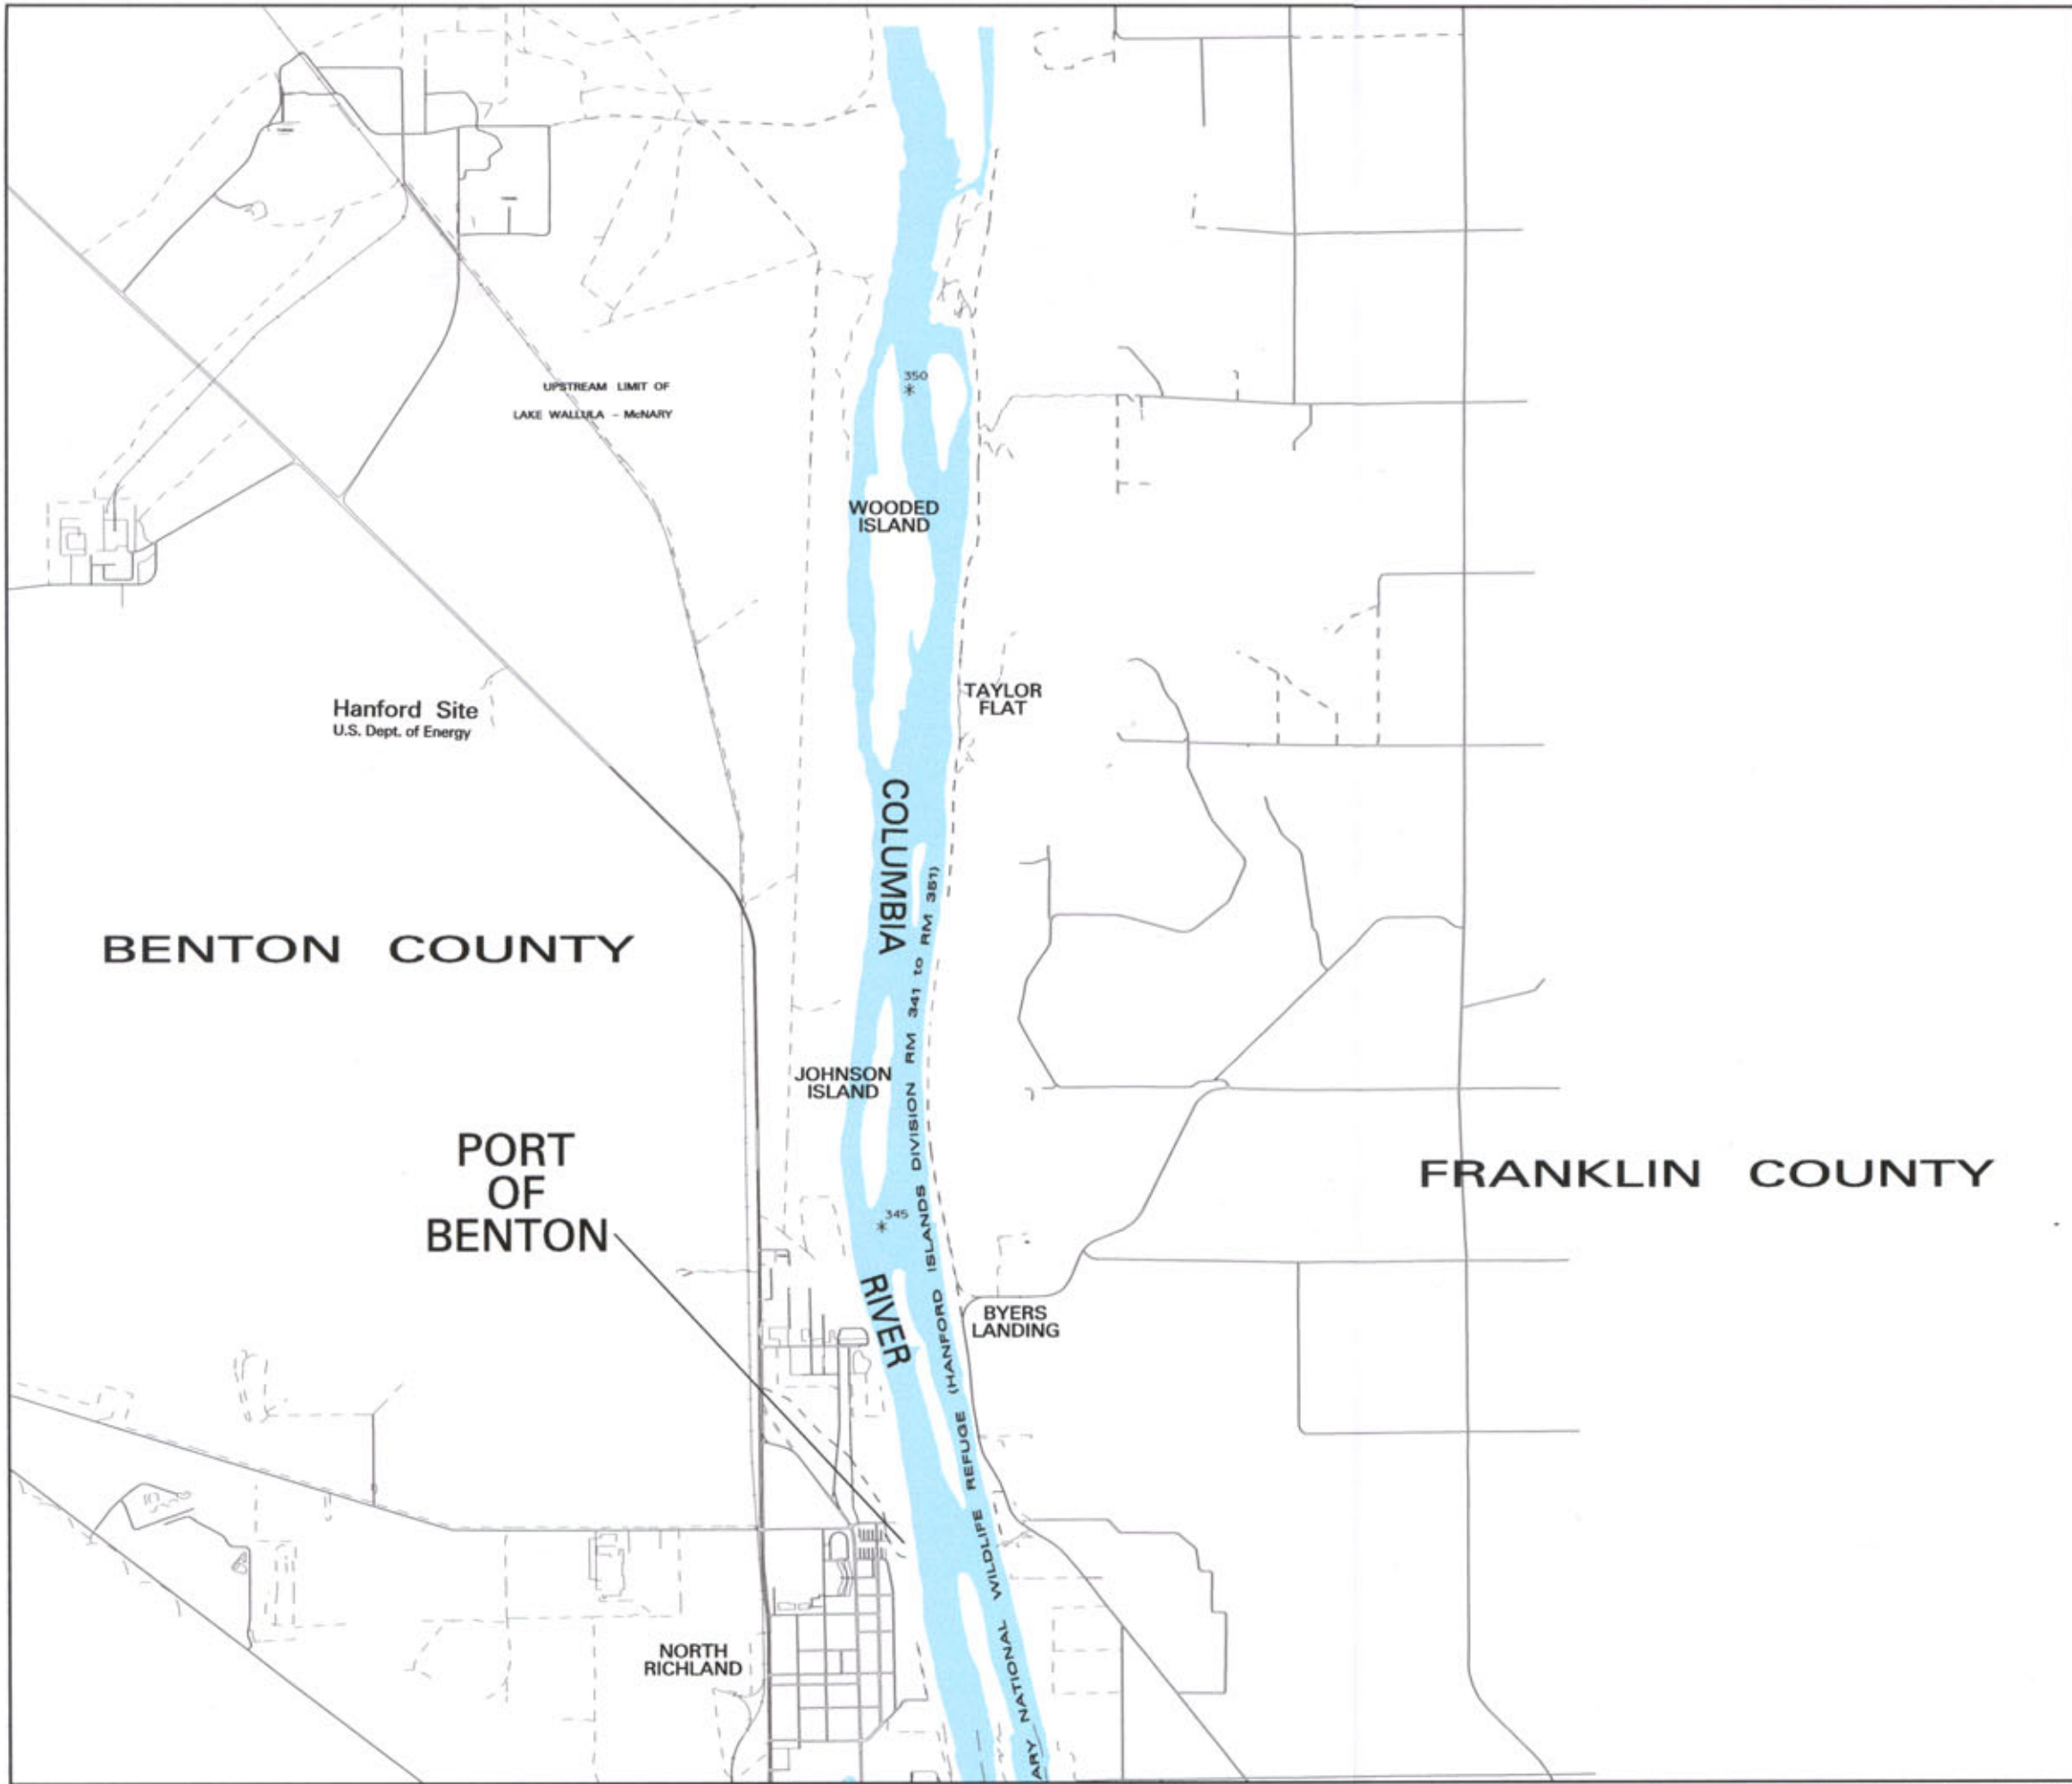 350
UPSTREAM LIMIT OF
LAKE WALLULA - McNARY
WOODED
ISLAND
TAYLOR
FLAT
Hanford Site
U.S. Dept. of Energy
COLUMBIA
BENTON COUNTY
JOHNSON
ISLAND
PORT
OF
BENTON
FRANKLIN COUNTY
345
RIVER
BYERS
LANDING
ARY NATIONAL WILDLIFE REFUGE (HANFORD ISLANDS DIVISION RM 341 to RM 351)
NORTH
RICHLAND